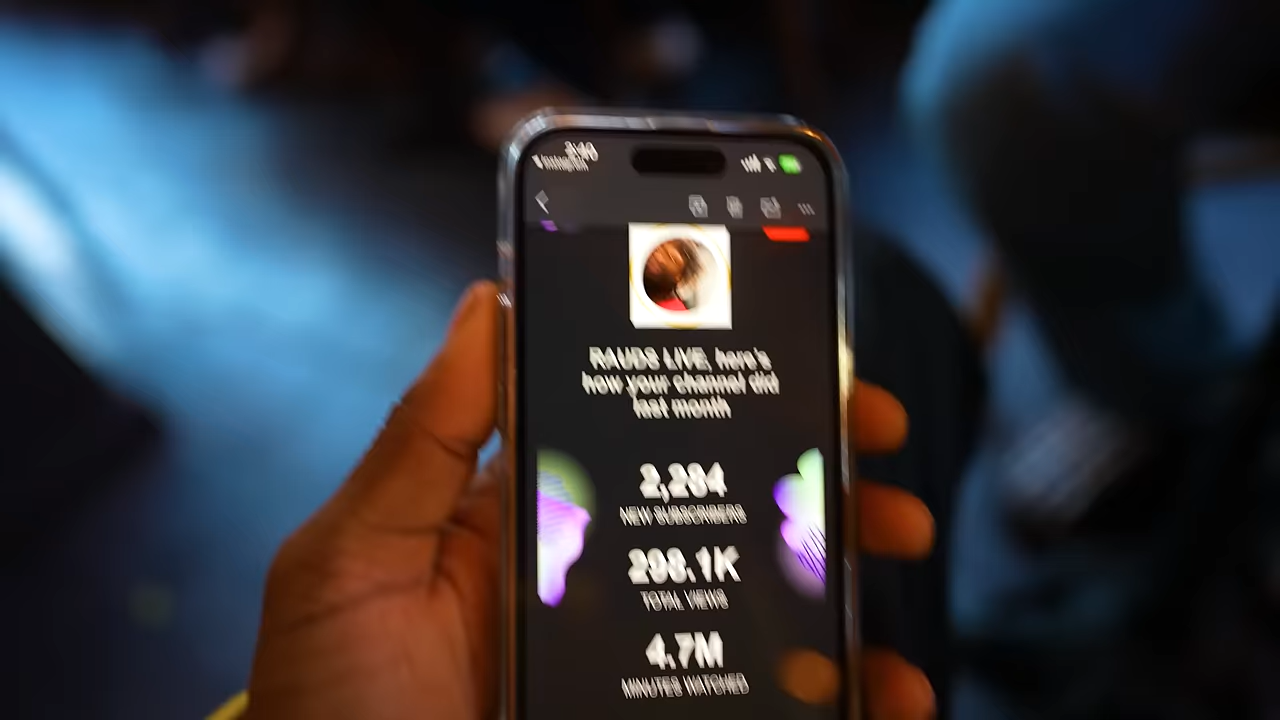 RAUDS LIVE, here's
how your channel did
last month
2,284
NEW SUBSCRIBERS
298.1K
TOTAL VIEWS
4.7M
MINUTES WATCHED